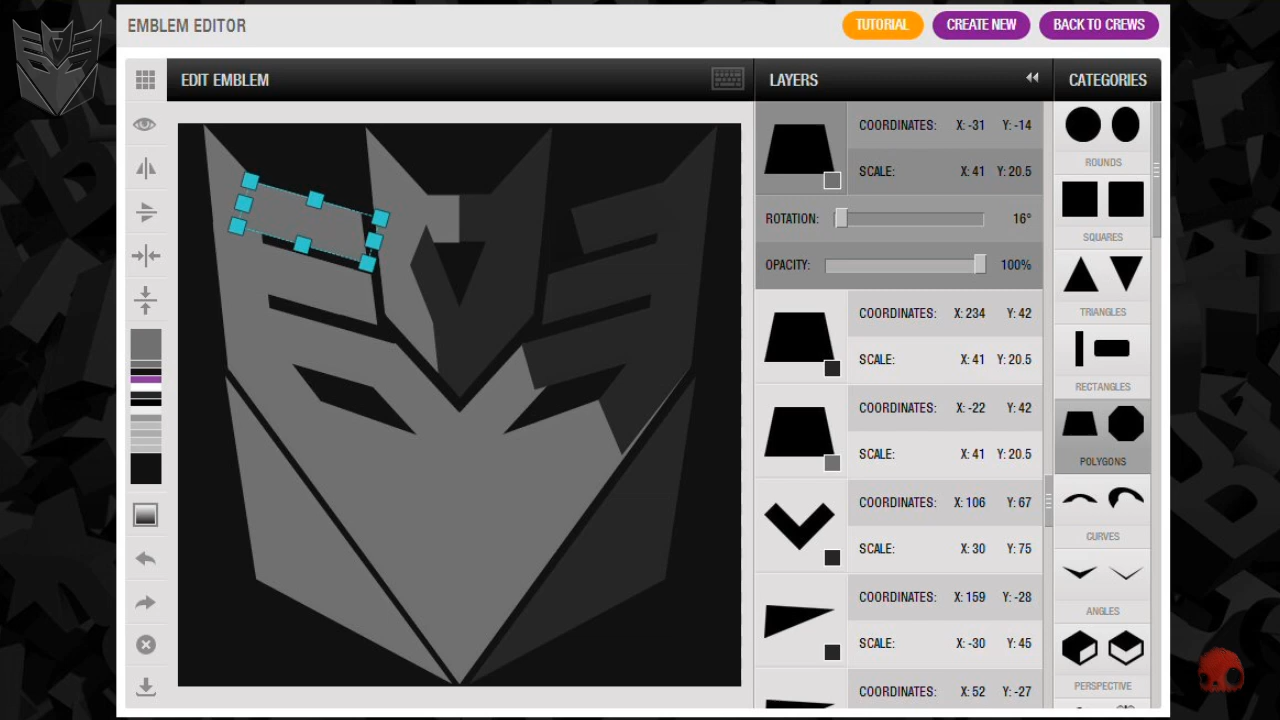 EMBLEM EDITOR
TUTORIAL
CREATE NEW
BACK TO CREWS
EDIT EMBLEM
LAYERS
CATEGORIES
COORDINATES: X: -31 Y: -14
SCALE: X: 41 Y: 20.5
ROTATION: 16°
OPACITY: 100%
COORDINATES: X: 234 Y: 42
SCALE: X: 41 Y: 20.5
COORDINATES: X: -22 Y: 42
SCALE: X: 41 Y: 20.5
COORDINATES: X: 106 Y: 67
SCALE: X: 30 Y: 75
COORDINATES: X: 159 Y: -28
SCALE: X: -30 Y: 45
COORDINATES: X: 52 Y: -27
ROUNDS
SQUARES
TRIANGLES
RECTANGLES
POLYGONS
CURVES
ANGLES
PERSPECTIVE